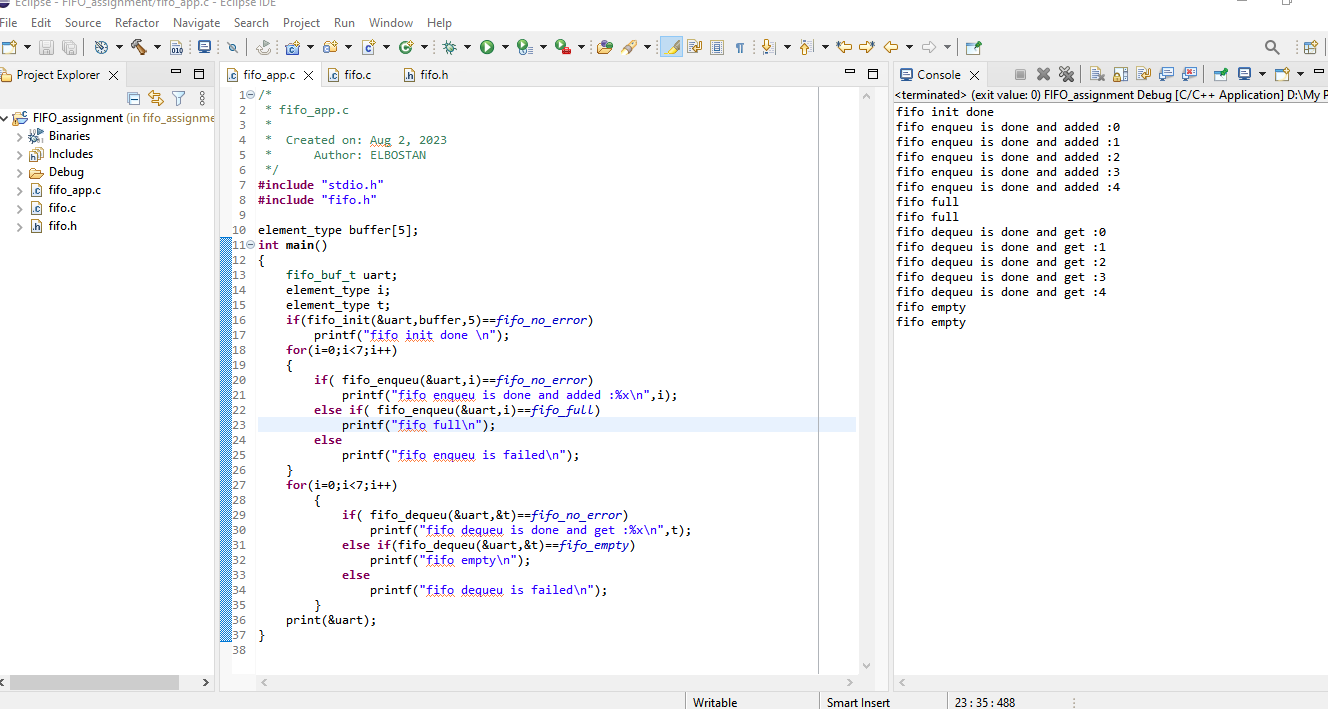 Eclipse - FIFO_assignment/fifo_app.c - Eclipse IDE
File Edit Source Refactor Navigate Search Project Run Window Help
Project Explorer
fifo_app.c fifo.c fifo.h
Console
FIFO_assignment (in fifo_assignme
Binaries
Includes
Debug
fifo_app.c
fifo.c
fifo.h
1 /*
2 * fifo_app.c
3 *
4 * Created on: Aug 2, 2023
5 * Author: ELBOSTAN
6 */
7 #include "stdio.h"
8 #include "fifo.h"
9
10 element_type buffer[5];
11 int main()
12 {
13 fifo_buf_t uart;
14 element_type i;
15 element_type t;
16 if(fifo_init(&uart,buffer,5)==fifo_no_error)
17 printf("fifo init done \n");
18 for(i=0;i<7;i++)
19 {
20 if( fifo_enqueu(&uart,i)==fifo_no_error)
21 printf("fifo enqueu is done and added :%x\n",i);
22 else if( fifo_enqueu(&uart,i)==fifo_full)
23 printf("fifo full\n");
24 else
25 printf("fifo enqueu is failed\n");
26 }
27 for(i=0;i<7;i++)
28 {
29 if( fifo_dequeu(&uart,&t)==fifo_no_error)
30 printf("fifo dequeu is done and get :%x\n",t);
31 else if(fifo_dequeu(&uart,&t)==fifo_empty)
32 printf("fifo empty\n");
33 else
34 printf("fifo dequeu is failed\n");
35 }
36 print(&uart);
37 }
38
<terminated> (exit value: 0) FIFO_assignment Debug [C/C++ Application] D:\My P
fifo init done
fifo enqueu is done and added :0
fifo enqueu is done and added :1
fifo enqueu is done and added :2
fifo enqueu is done and added :3
fifo enqueu is done and added :4
fifo full
fifo full
fifo dequeu is done and get :0
fifo dequeu is done and get :1
fifo dequeu is done and get :2
fifo dequeu is done and get :3
fifo dequeu is done and get :4
fifo empty
fifo empty
Writable Smart Insert 23 : 35 : 488